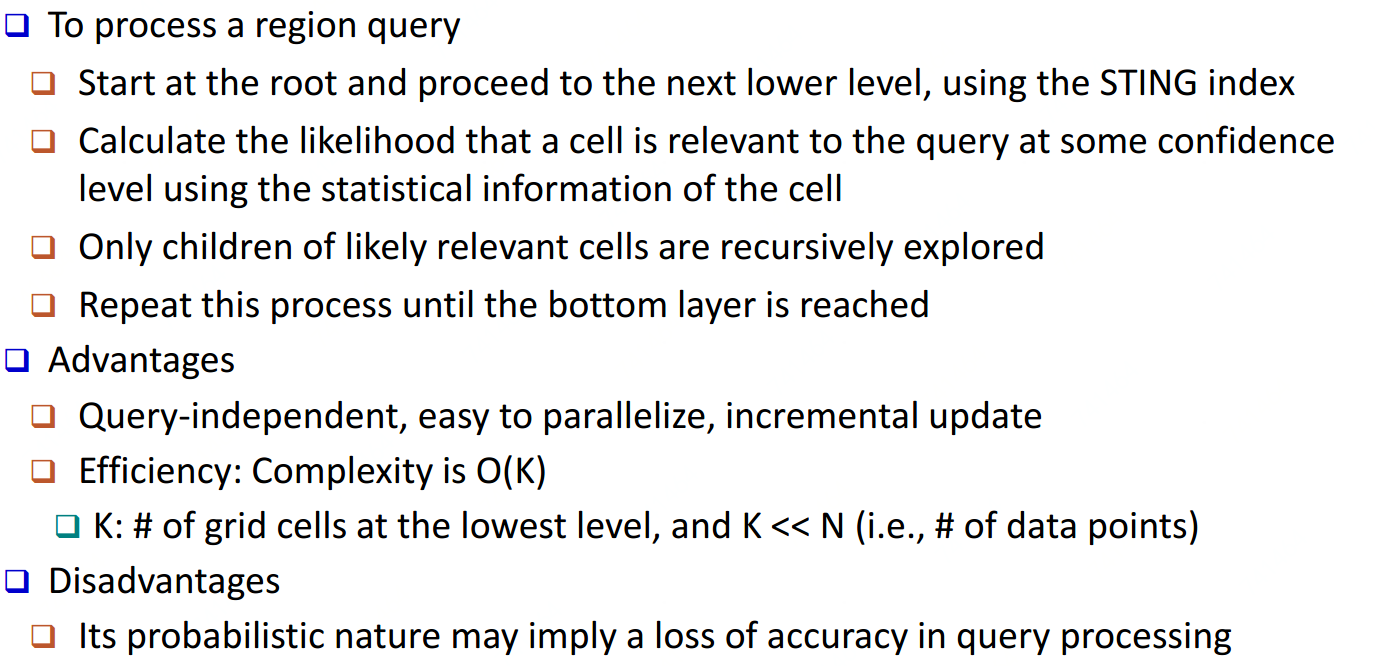 To process a region query
Start at the root and proceed to the next lower level, using the STING index
Calculate the likelihood that a cell is relevant to the query at some confidence
level using the statistical information of the cell
Only children of likely relevant cells are recursively explored
Repeat this process until the bottom layer is reached
Advantages
Query-independent, easy to parallelize, incremental update
Efficiency: Complexity is O(K)
K: # of grid cells at the lowest level, and K << N (i.e., # of data points)
Disadvantages
Its probabilistic nature may imply a loss of accuracy in query processing